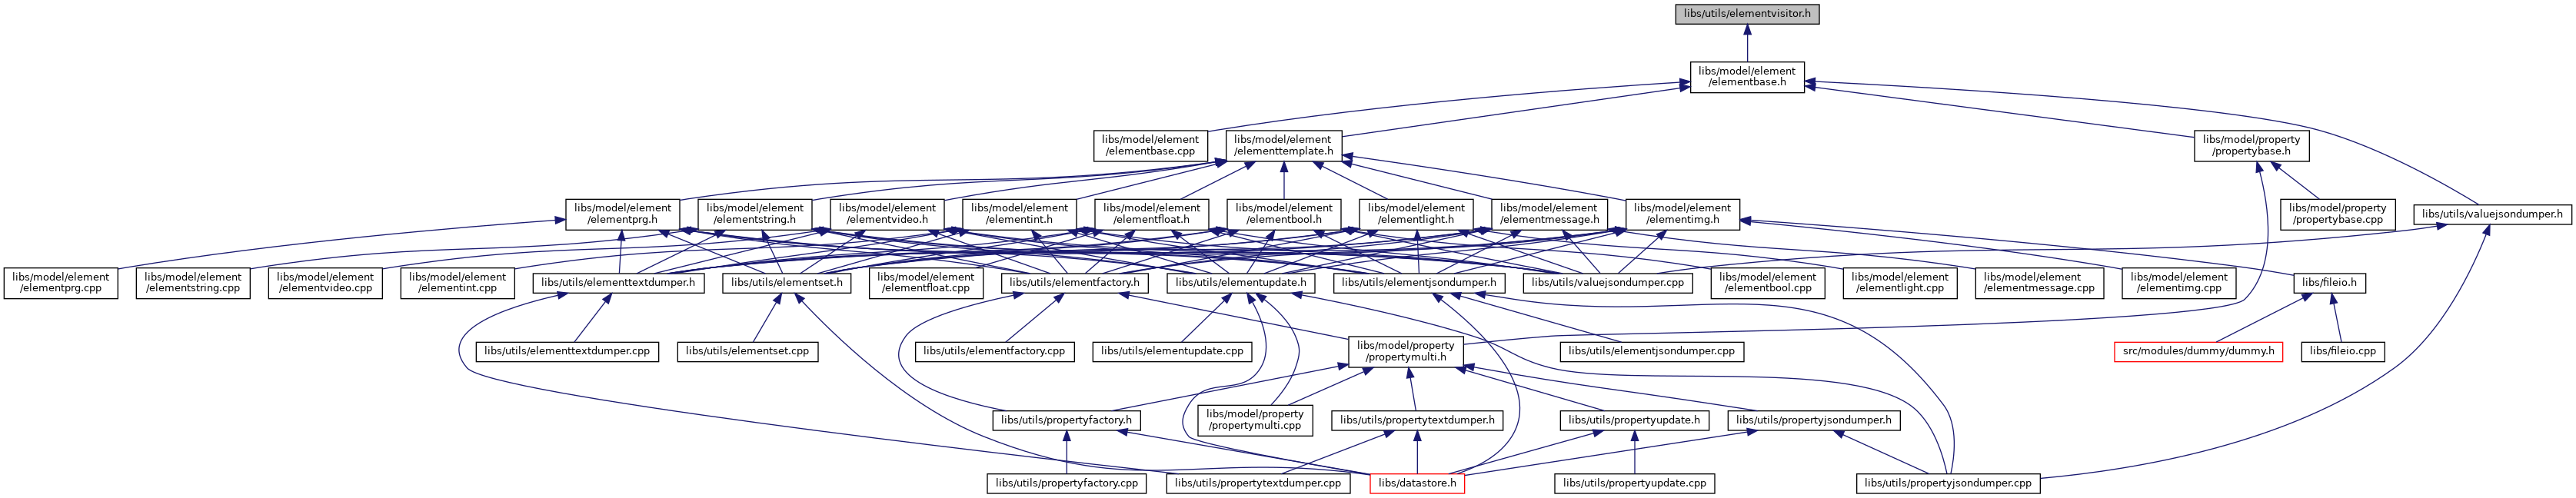 libs/utils/elementvisitor.h
libs/model/element
/elementbase.h
libs/model/element
/elementbase.cpp
libs/model/element
/elementtemplate.h
libs/model/property
/propertybase.h
libs/model/element
/elementprg.h
libs/model/element
/elementstring.h
libs/model/element
/elementvideo.h
libs/model/element
/elementint.h
libs/model/element
/elementfloat.h
libs/model/element
/elementbool.h
libs/model/element
/elementlight.h
libs/model/element
/elementmessage.h
libs/model/element
/elementimg.h
libs/model/property
/propertybase.cpp
libs/utils/valuejsondumper.h
libs/model/element
/elementprg.cpp
libs/model/element
/elementstring.cpp
libs/model/element
/elementvideo.cpp
libs/model/element
/elementint.cpp
libs/utils/elementtextdumper.h
libs/utils/elementset.h
libs/model/element
/elementfloat.cpp
libs/utils/elementfactory.h
libs/utils/elementupdate.h
libs/utils/elementjsondumper.h
libs/utils/valuejsondumper.cpp
libs/model/element
/elementbool.cpp
libs/model/element
/elementlight.cpp
libs/model/element
/elementmessage.cpp
libs/model/element
/elementimg.cpp
libs/fileio.h
libs/utils/elementtextdumper.cpp
libs/utils/elementset.cpp
libs/utils/elementfactory.cpp
libs/utils/elementupdate.cpp
libs/model/property
/propertymulti.h
libs/utils/elementjsondumper.cpp
src/modules/dummy/dummy.h
libs/fileio.cpp
libs/utils/propertyfactory.h
libs/model/property
/propertymulti.cpp
libs/utils/propertytextdumper.h
libs/utils/propertyupdate.h
libs/utils/propertyjsondumper.h
libs/utils/propertyfactory.cpp
libs/utils/propertytextdumper.cpp
libs/datastore.h
libs/utils/propertyupdate.cpp
libs/utils/propertyjsondumper.cpp